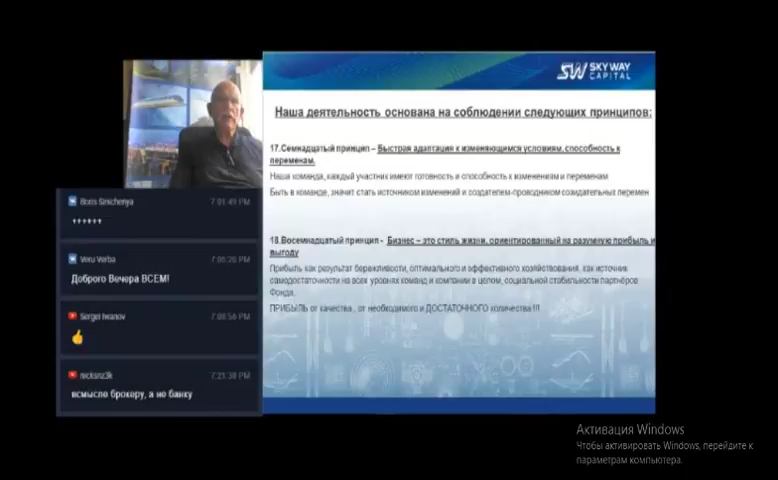 SW SKY WAY
CAPITAL
Наша деятельность основана на соблюдении следующих принципов:
17.Семнадцатый принцип – Быстрая адаптация к изменяющимся условиям, способность к
переменам.
Наша команда, каждый участник имеют готовность и способность к изменениям и переменам
Быть в команде, значит стать источником изменений и создателем-проводником созидательных перемен
18.Восемнадцатый принцип - Бизнес – это стиль жизни, ориентированный на разумную прибыль и
выгоду
Прибыль как результат бережливости, оптимального и эффективного хозяйствования, как источник
самодостаточности на всех уровнях команд и компании в целом, социальной стабильности партнёров
Фонда.
ПРИБЫЛЬ от качества , от необходимого и ДОСТАТОЧНОГО количества !!!
Boris Sinichenya 7:01:49 PM
++++++
Veru Verba 7:06:20 PM
Доброго Вечера ВСЕМ!
Sergei Iwanov 7:08:56 PM
nicksnz3k 7:21:38 PM
всмысле брокеру, а не банку
Активация Windows
Чтобы активировать Windows, перейдите к
параметрам компьютера.